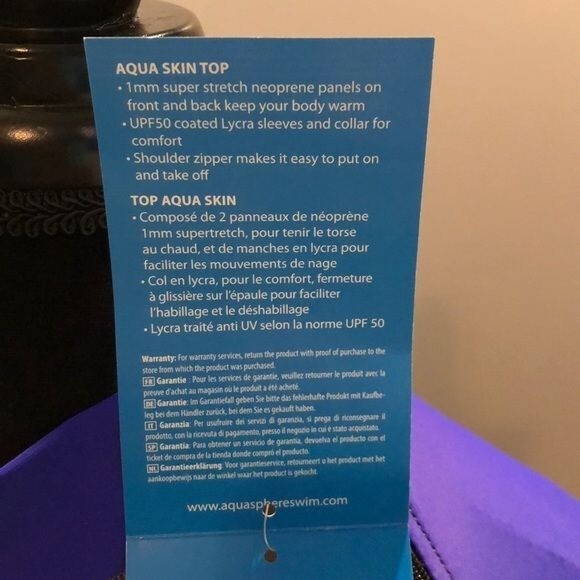 AQUA SKIN TOP
• 1mm super stretch neoprene panels on
front and back keep your body warm
• UPF50 coated Lycra sleeves and collar for
comfort
• Shoulder zipper makes it easy to put on
and take off
TOP AQUA SKIN
• Composé de 2 panneaux de néoprène
1mm supertretch, pour tenir le torse
au chaud, et de manches en lycra pour
faciliter les mouvements de nage
• Col en lycra, pour le comfort, fermeture
à glissière sur l'épaule pour faciliter
l'habillage et le déshabillage
• Lycra traité anti UV selon la norme UPF 50
Warranty: For warranty services, return the product with proof of purchase to the
store from which the product was purchased.
FR Garantie : Pour les services de garantie, veuillez retourner le produit avec la
preuve d'achat au magasin où le produit a été acheté.
DE Garantie: Im Garantiefall geben Sie bitte das fehlerhafte Produkt mit Kaufbe-
leg bei dem Händler zurück, bei dem Sie es gekauft haben.
IT Garanzia: Per usufruire dei servizi di garanzia, si prega di riconsegnare il
prodotto, con la ricevuta di pagamento, presso il negozio in cui è stato acquistato.
SP Garantía: Para obtener un servicio de garantía, devuelva el producto con el
ticket de compra de la tienda donde compró el producto.
NL Garantieerklärung: Voor garantieservice, retourneert u het product met het
aankoopbewijs naar de winkel waar het product is gekocht.
www.aquasphereswim.com